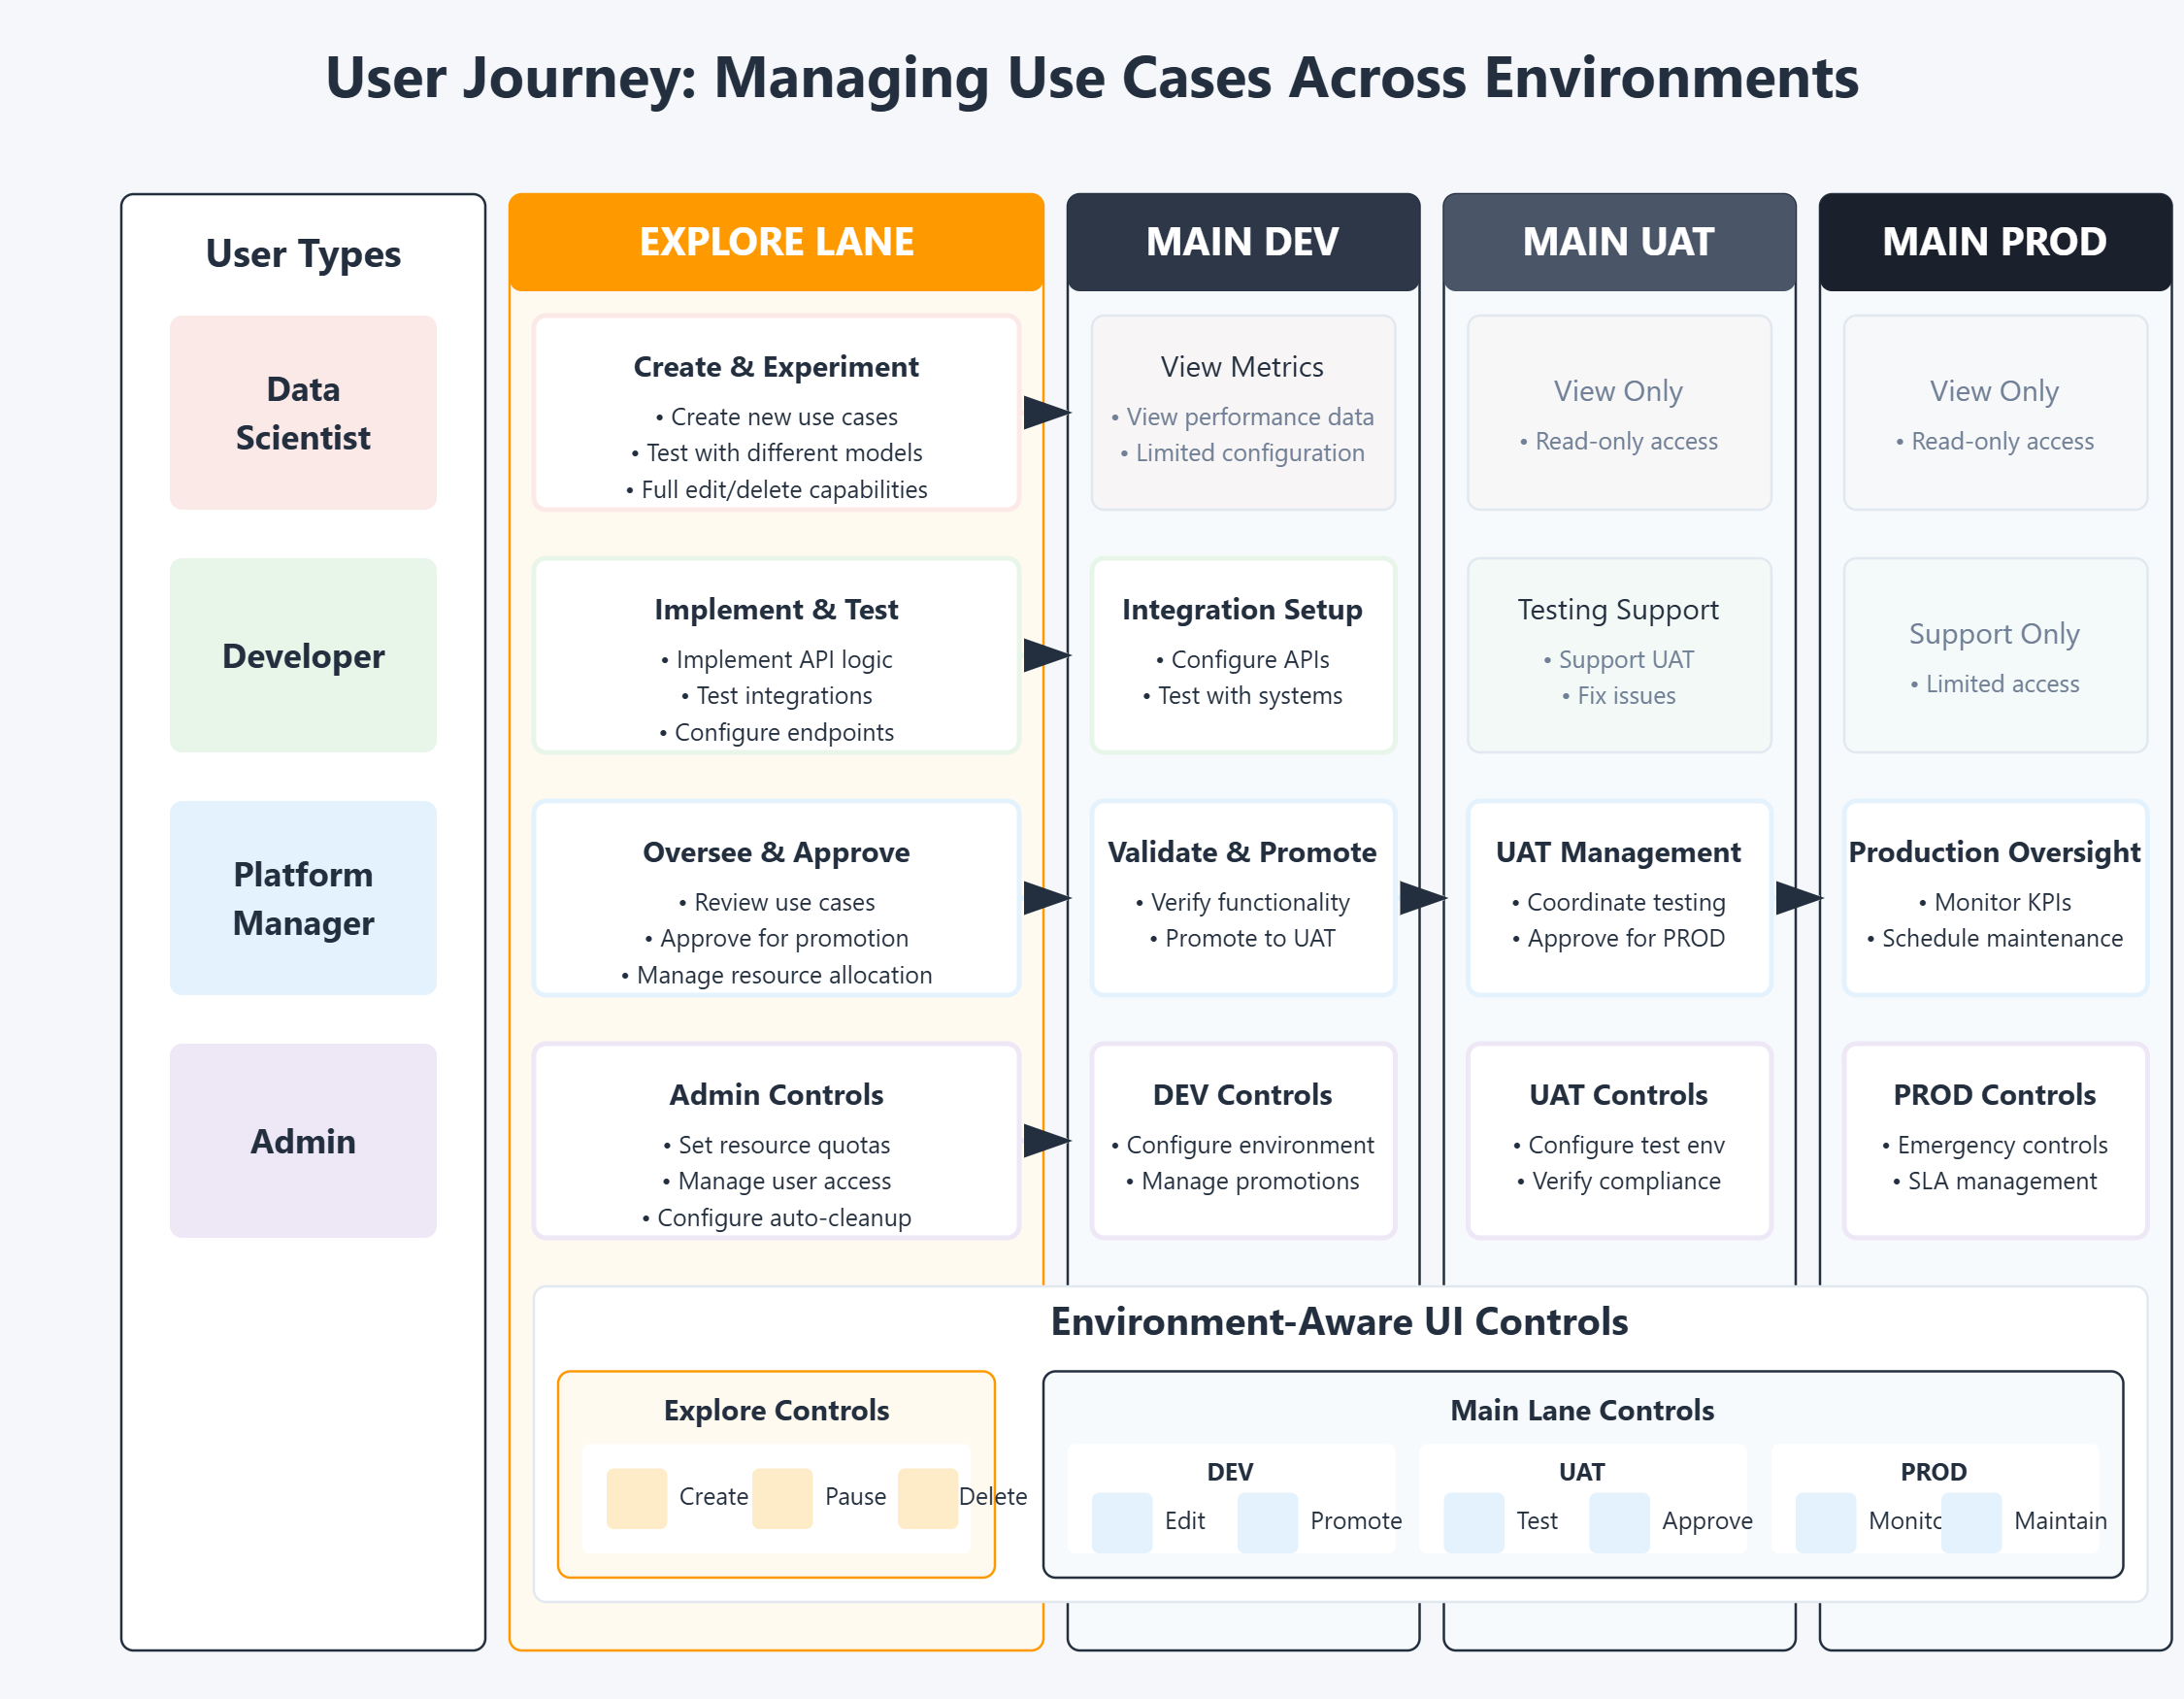 User Journey: Managing Use Cases Across Environments
User Types
EXPLORE LANE
MAIN DEV
MAIN UAT
MAIN PROD
Data
Scientist
Create & Experiment
• Create new use cases
• Test with different models
• Full edit/delete capabilities
View Metrics
• View performance data
• Limited configuration
View Only
• Read-only access
View Only
• Read-only access
Developer
Implement & Test
• Implement API logic
• Test integrations
• Configure endpoints
Integration Setup
• Configure APIs
• Test with systems
Testing Support
• Support UAT
• Fix issues
Support Only
• Limited access
Platform
Manager
Oversee & Approve
• Review use cases
• Approve for promotion
• Manage resource allocation
Validate & Promote
• Verify functionality
• Promote to UAT
UAT Management
• Coordinate testing
• Approve for PROD
Production Oversight
• Monitor KPIs
• Schedule maintenance
Admin
Admin Controls
• Set resource quotas
• Manage user access
• Configure auto-cleanup
DEV Controls
• Configure environment
• Manage promotions
UAT Controls
• Configure test env
• Verify compliance
PROD Controls
• Emergency controls
• SLA management
Environment-Aware UI Controls
Explore Controls
Create
Pause
Delete
Main Lane Controls
DEV
Edit
Promote
UAT
Test
Approve
PROD
Maintain